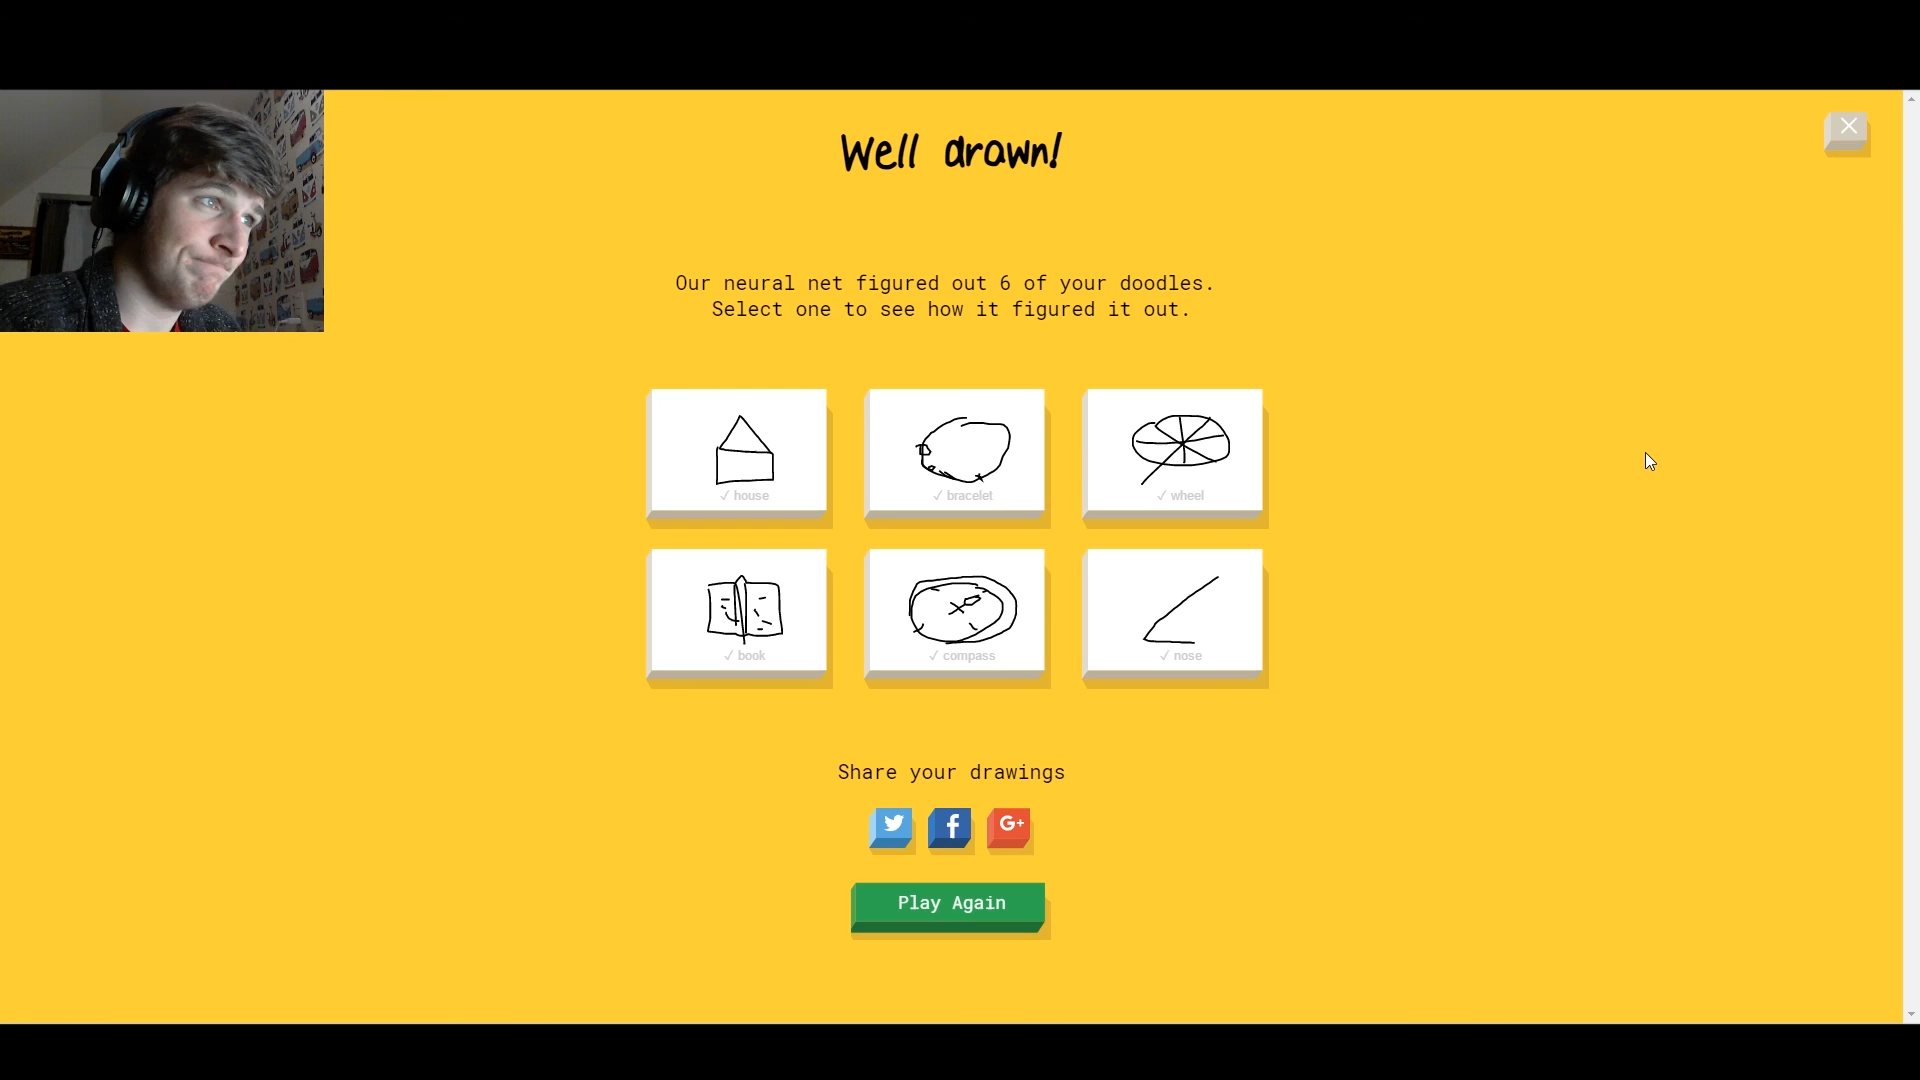 Well drawn!
Our neural net figured out 6 of your doodles.
Select one to see how it figured it out.
✓ house
✓ bracelet
✓ wheel
✓ book
✓ compass
✓ nose
Share your drawings
G+
Play Again